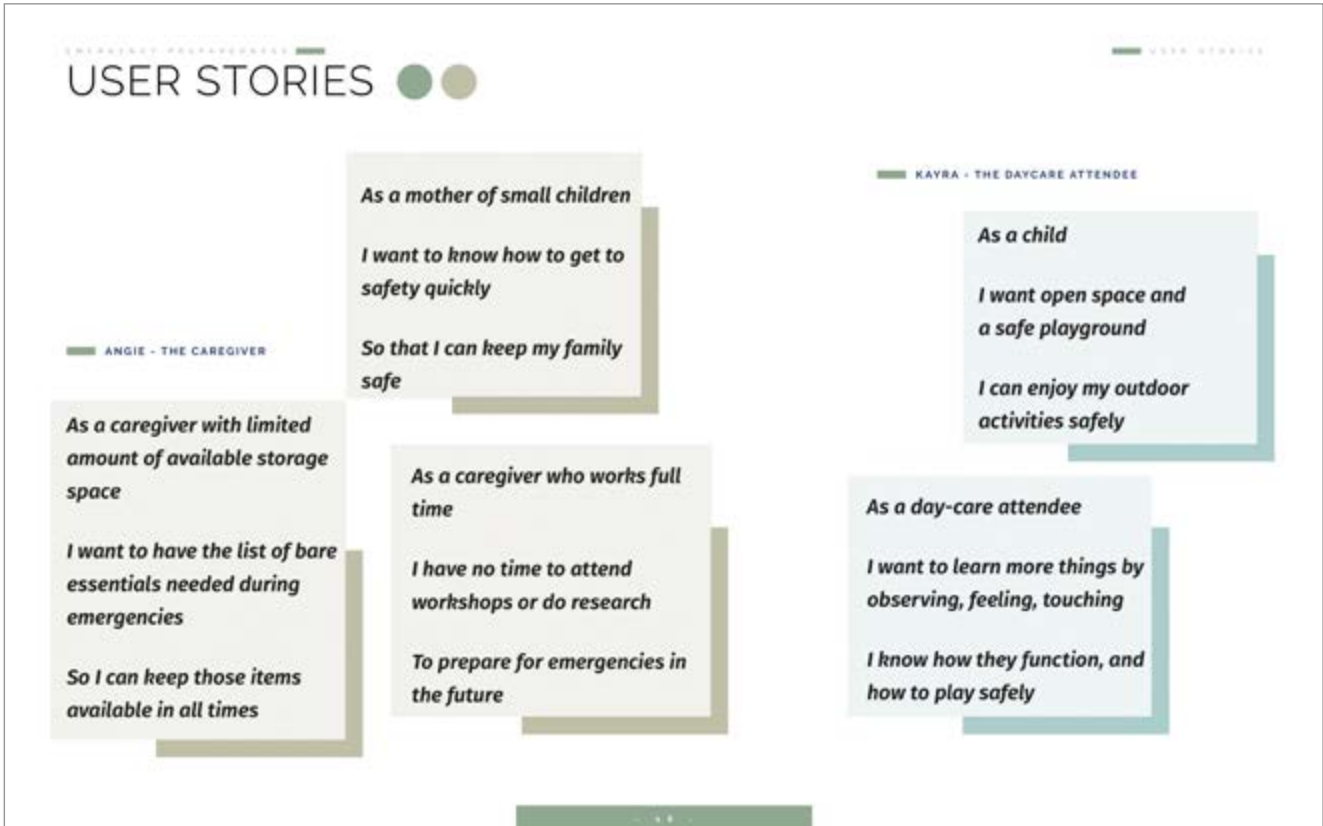 EMERGENCY PREPAREDNESS
USER STORIES
USER STORIES
ANGIE - THE CAREGIVER
As a mother of small children
I want to know how to get to
safety quickly
So that I can keep my family
safe
As a caregiver with limited
amount of available storage
space
I want to have the list of bare
essentials needed during
emergencies
So I can keep those items
available in all times
As a caregiver who works full
time
I have no time to attend
workshops or do research
To prepare for emergencies in
the future
KAYRA - THE DAYCARE ATTENDEE
As a child
I want open space and
a safe playground
I can enjoy my outdoor
activities safely
As a day-care attendee
I want to learn more things by
observing, feeling, touching
I know how they function, and
how to play safely